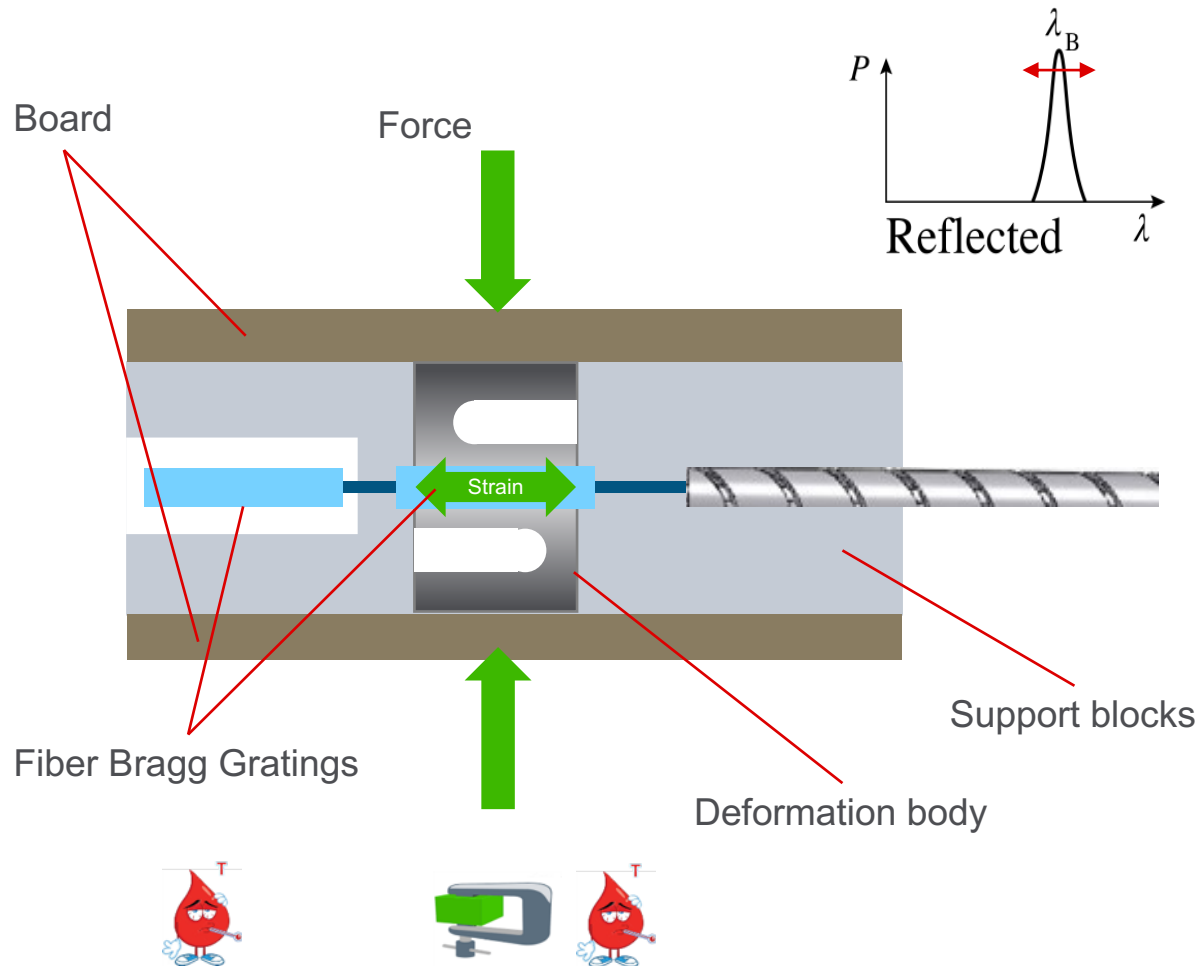 λB
P
Reflected
λ
Board
Force
Strain
Support blocks
Fiber Bragg Gratings
Deformation body
T
T